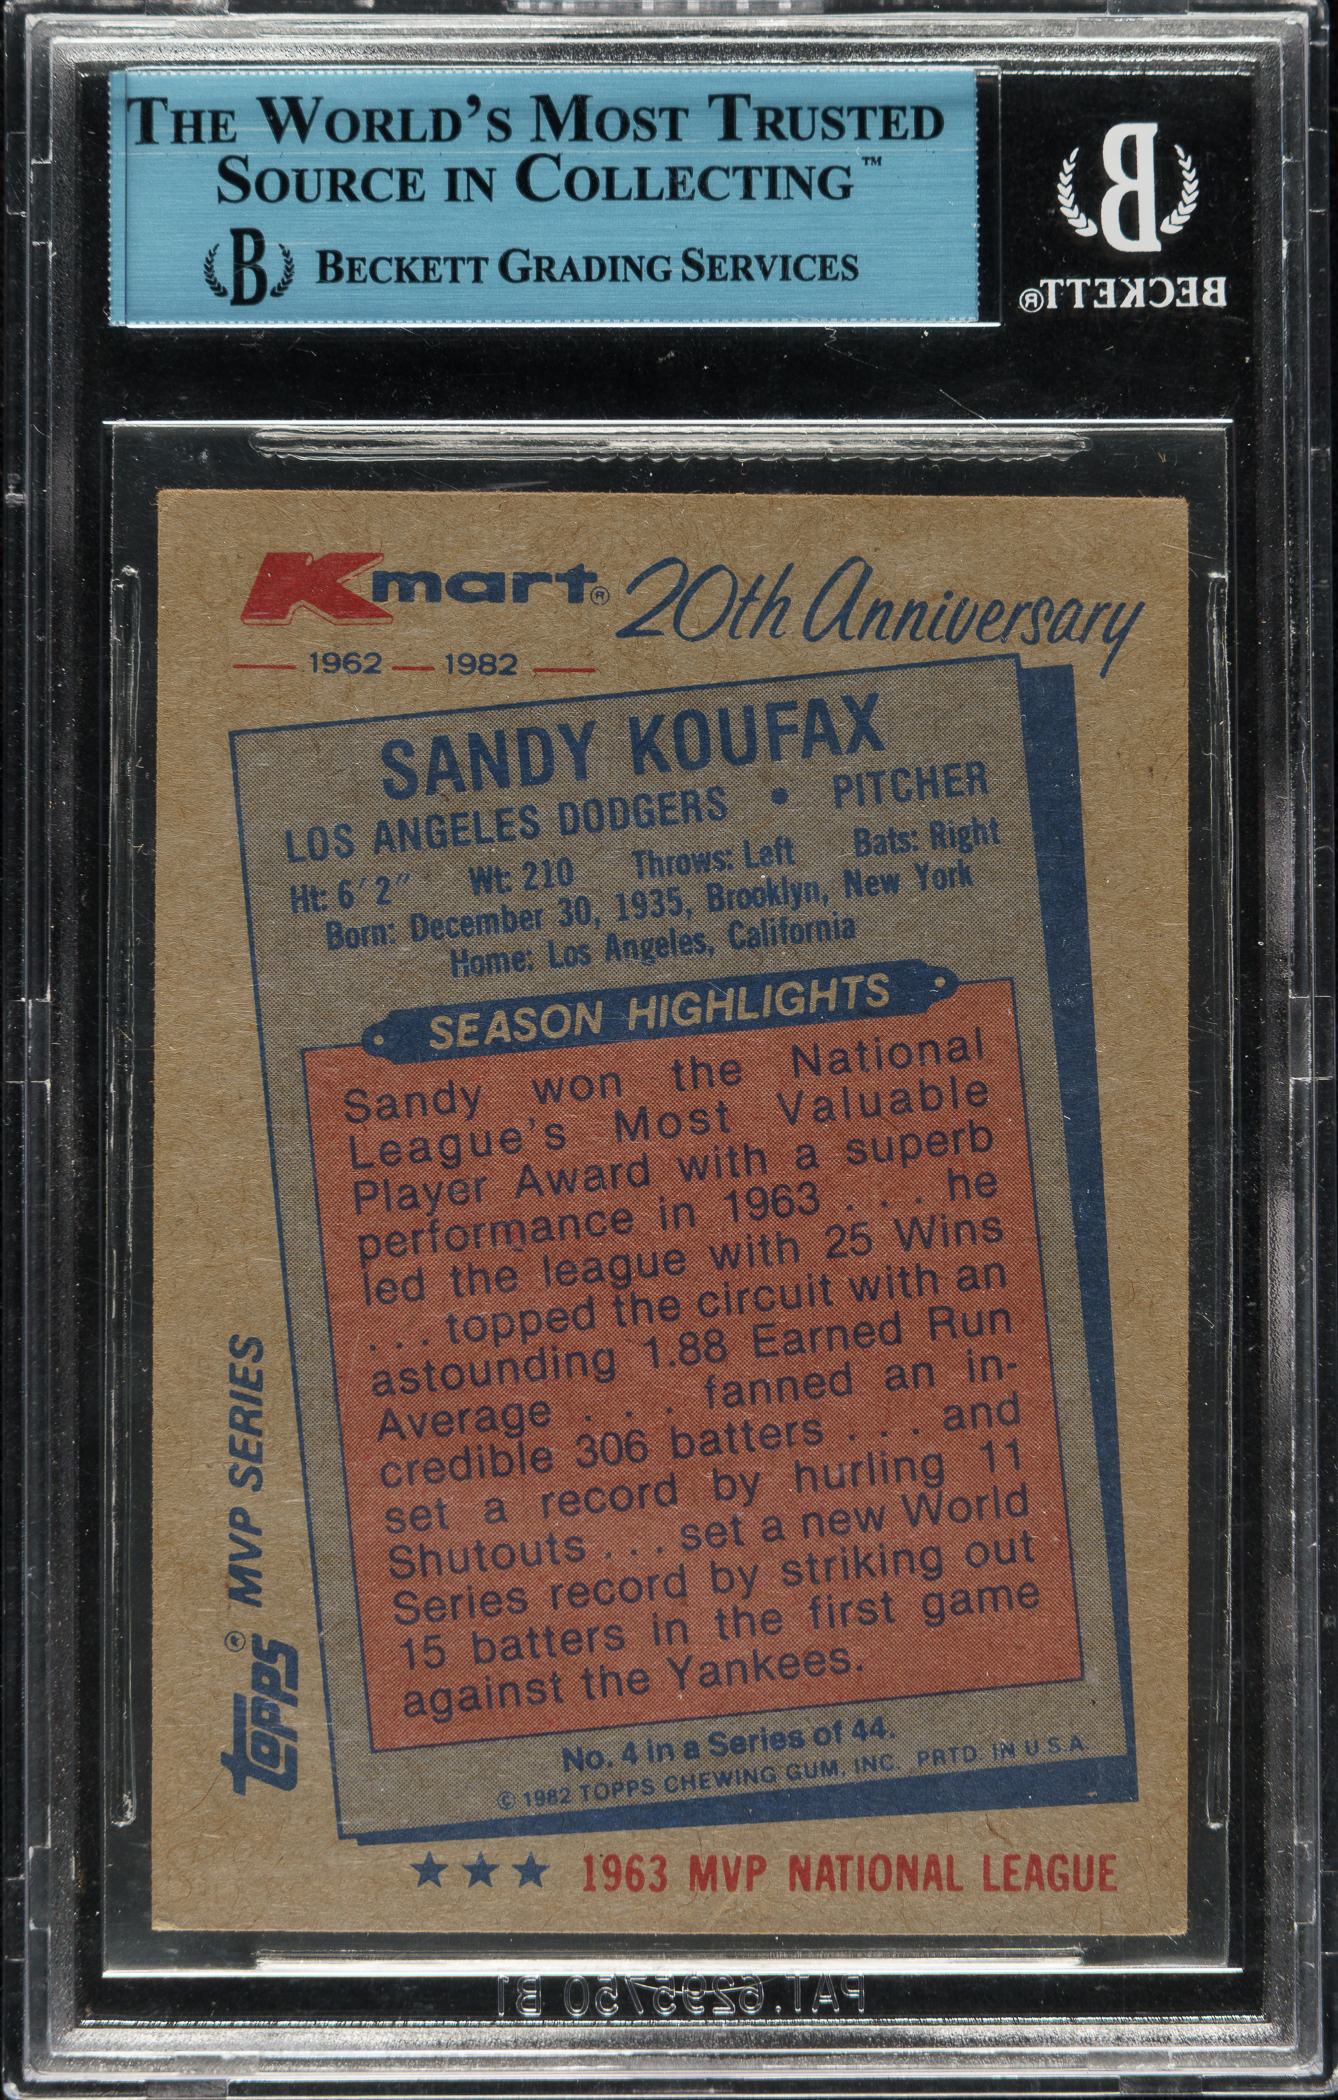 THE WORLD'S MOST TRUSTED
SOURCE IN COLLECTING™
B BECKETT GRADING SERVICES
B
BECKETT®
Kmart® 20th Anniversary
1962 — 1982
SANDY KOUFAX
LOS ANGELES DODGERS • PITCHER
Ht: 6'2" Wt: 210 Throws: Left Bats: Right
Born: December 30, 1935, Brooklyn, New York
Home: Los Angeles, California
SEASON HIGHLIGHTS
Sandy won the National
League's Most Valuable
Player Award with a superb
performance in 1963 . . . he
led the league with 25 Wins
. . . topped the circuit with an
astounding 1.88 Earned Run
Average . . . fanned an in-
credible 306 batters . . . and
set a record by hurling 11
Shutouts . . . set a new World
Series record by striking out
15 batters in the first game
against the Yankees.
No. 4 in a Series of 44.
© 1982 TOPPS CHEWING GUM, INC. PRTD. IN U.S.A.
topps® MVP SERIES
★ ★ ★ 1963 MVP NATIONAL LEAGUE
PAT. 6295750 B1